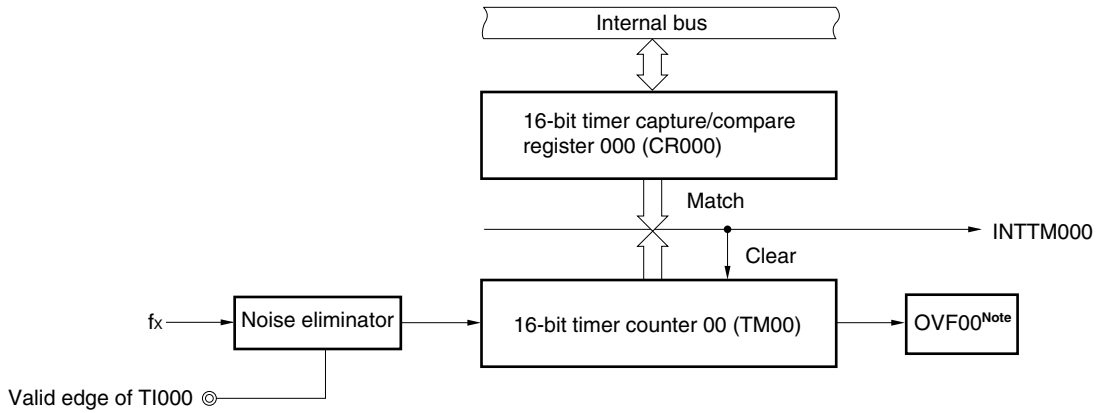 Internal bus
16-bit timer capture/compare
register 000 (CR000)
Match
INTTM000
Clear
fx
Noise eliminator
16-bit timer counter 00 (TM00)
OVF00Note
Valid edge of TI000